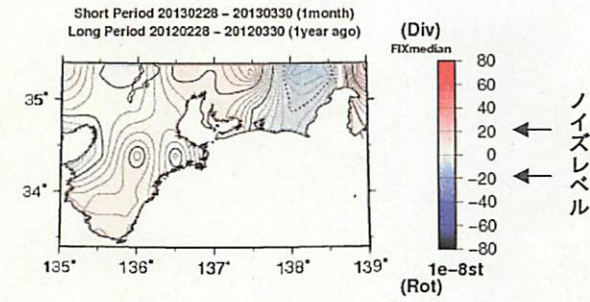 Short Period 20130228 - 20130330 (1month)
Long Period 20120228 - 20120330 (1year ago)
(Div)
FIXmedian
80
60
40
20
0
-20
-40
-60
-80
1e-8st
(Rot)
35°
34°
135°
136°
137°
138°
139°
ノイズレベル